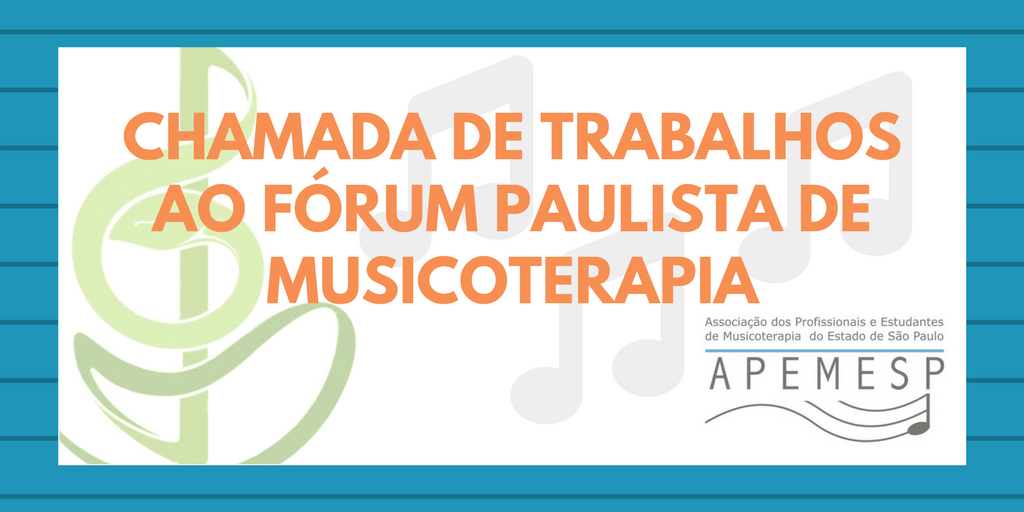 CHAMADA DE TRABALHOS
AO FÓRUM PAULISTA DE
MUSICOTERAPIA
Associação dos Profissionais e Estudantes
de Musicoterapia do Estado de São Paulo
APEMESP